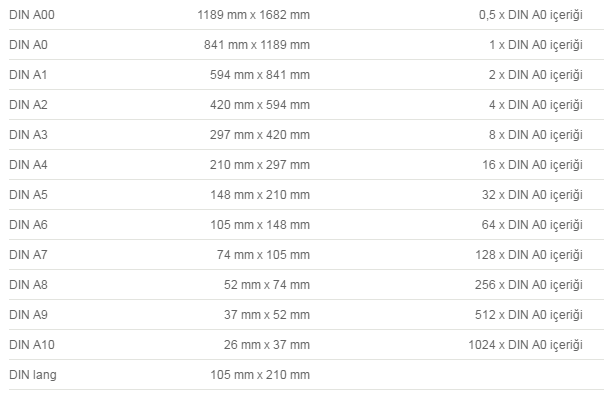 DIN A00 1189 mm x 1682 mm 0,5 x DIN A0 içeriği
DIN A0 841 mm x 1189 mm 1 x DIN A0 içeriği
DIN A1 594 mm x 841 mm 2 x DIN A0 içeriği
DIN A2 420 mm x 594 mm 4 x DIN A0 içeriği
DIN A3 297 mm x 420 mm 8 x DIN A0 içeriği
DIN A4 210 mm x 297 mm 16 x DIN A0 içeriği
DIN A5 148 mm x 210 mm 32 x DIN A0 içeriği
DIN A6 105 mm x 148 mm 64 x DIN A0 içeriği
DIN A7 74 mm x 105 mm 128 x DIN A0 içeriği
DIN A8 52 mm x 74 mm 256 x DIN A0 içeriği
DIN A9 37 mm x 52 mm 512 x DIN A0 içeriği
DIN A10 26 mm x 37 mm 1024 x DIN A0 içeriği
DIN lang 105 mm x 210 mm